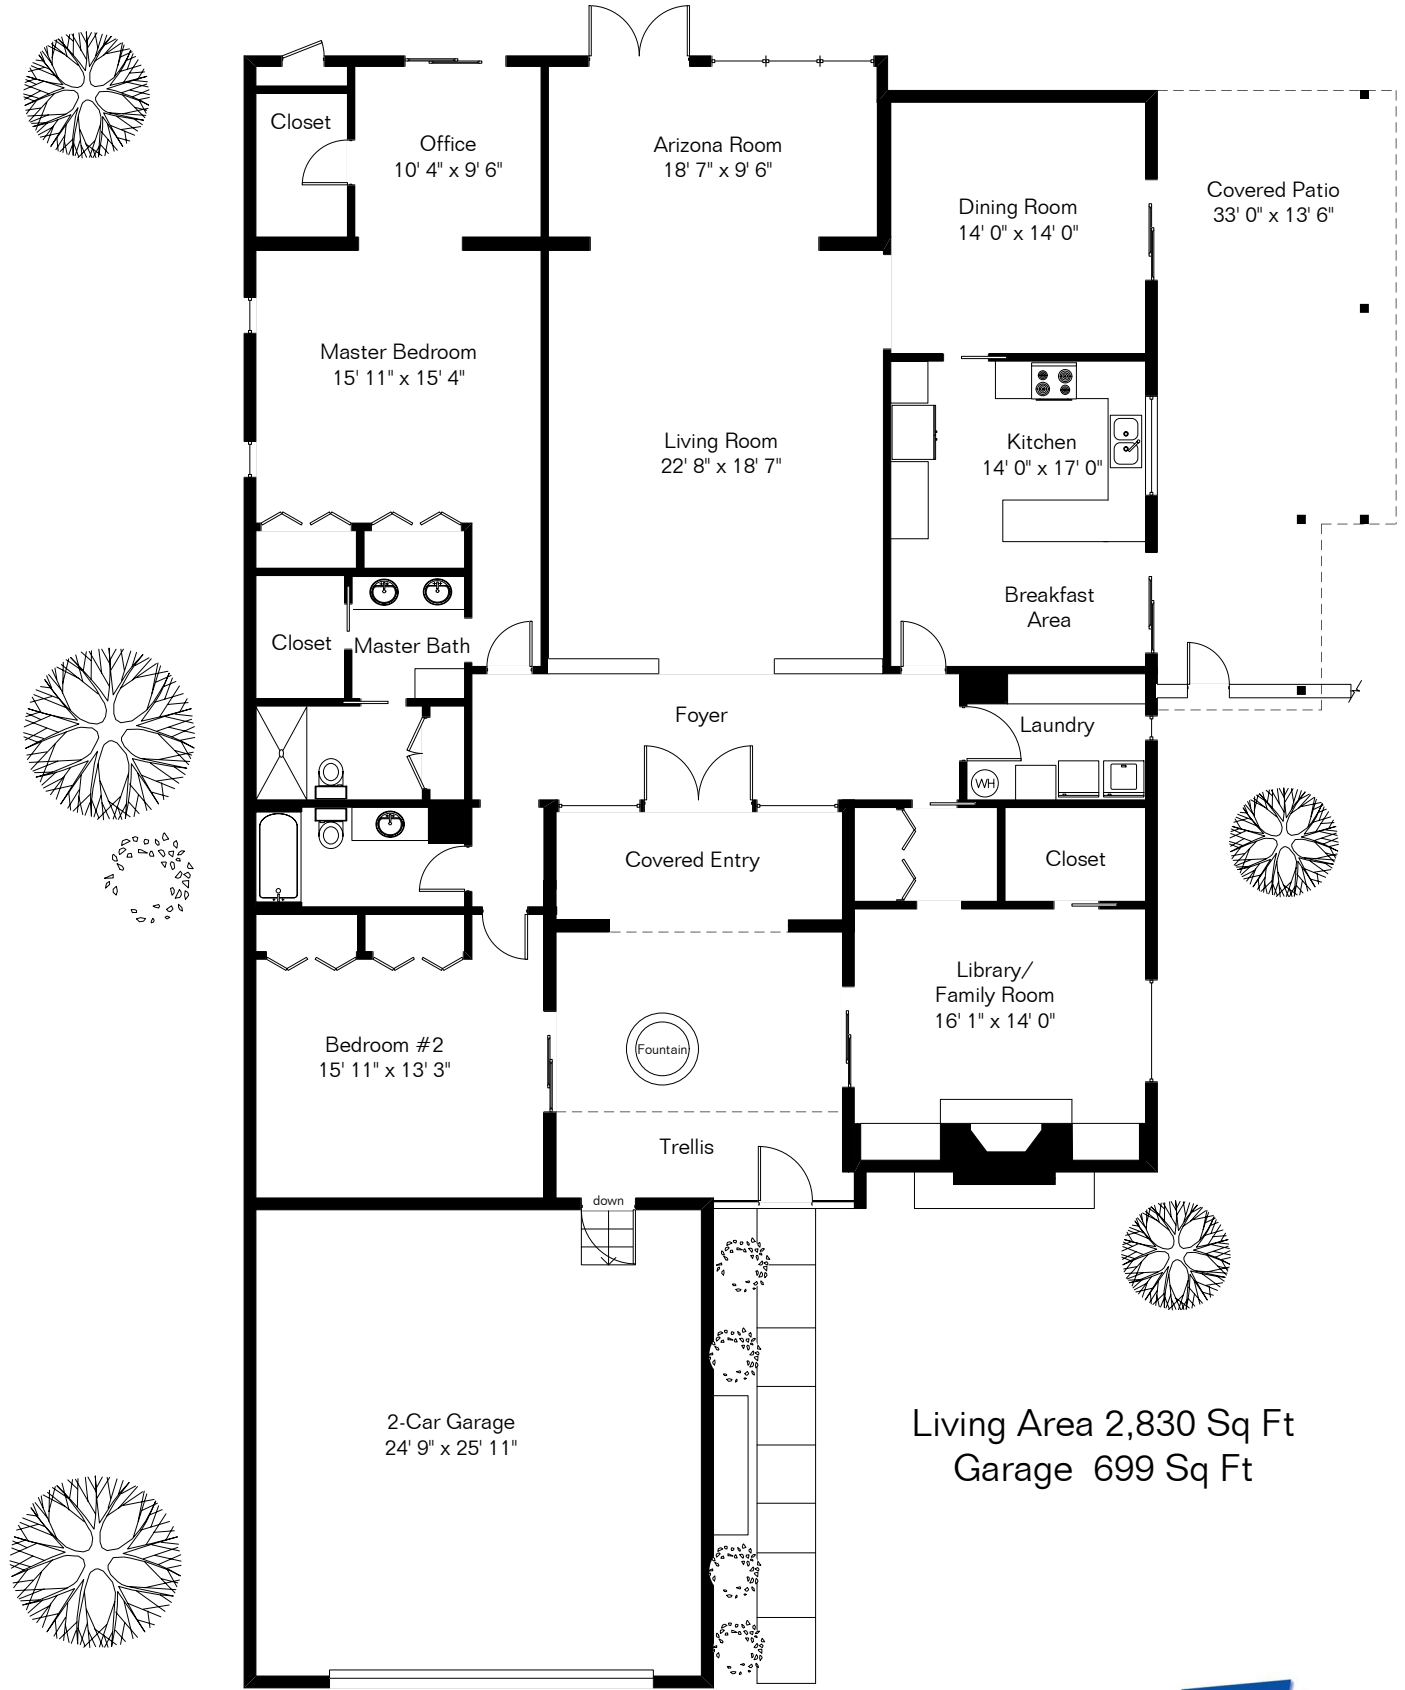 Closet
Office
10' 4" x 9' 6"
Arizona Room
18' 7" x 9' 6"
Dining Room
14' 0" x 14' 0"
Covered Patio
33' 0" x 13' 6"
Master Bedroom
15' 11" x 15' 4"
Living Room
22' 8" x 18' 7"
Kitchen
14' 0" x 17' 0"
Breakfast
Area
Closet
Master Bath
Foyer
Laundry
WH
Covered Entry
Closet
Library/
Family Room
16' 1" x 14' 0"
Bedroom #2
15' 11" x 13' 3"
Fountain
Trellis
down
2-Car Garage
24' 9" x 25' 11"
Living Area 2,830 Sq Ft
Garage 699 Sq Ft